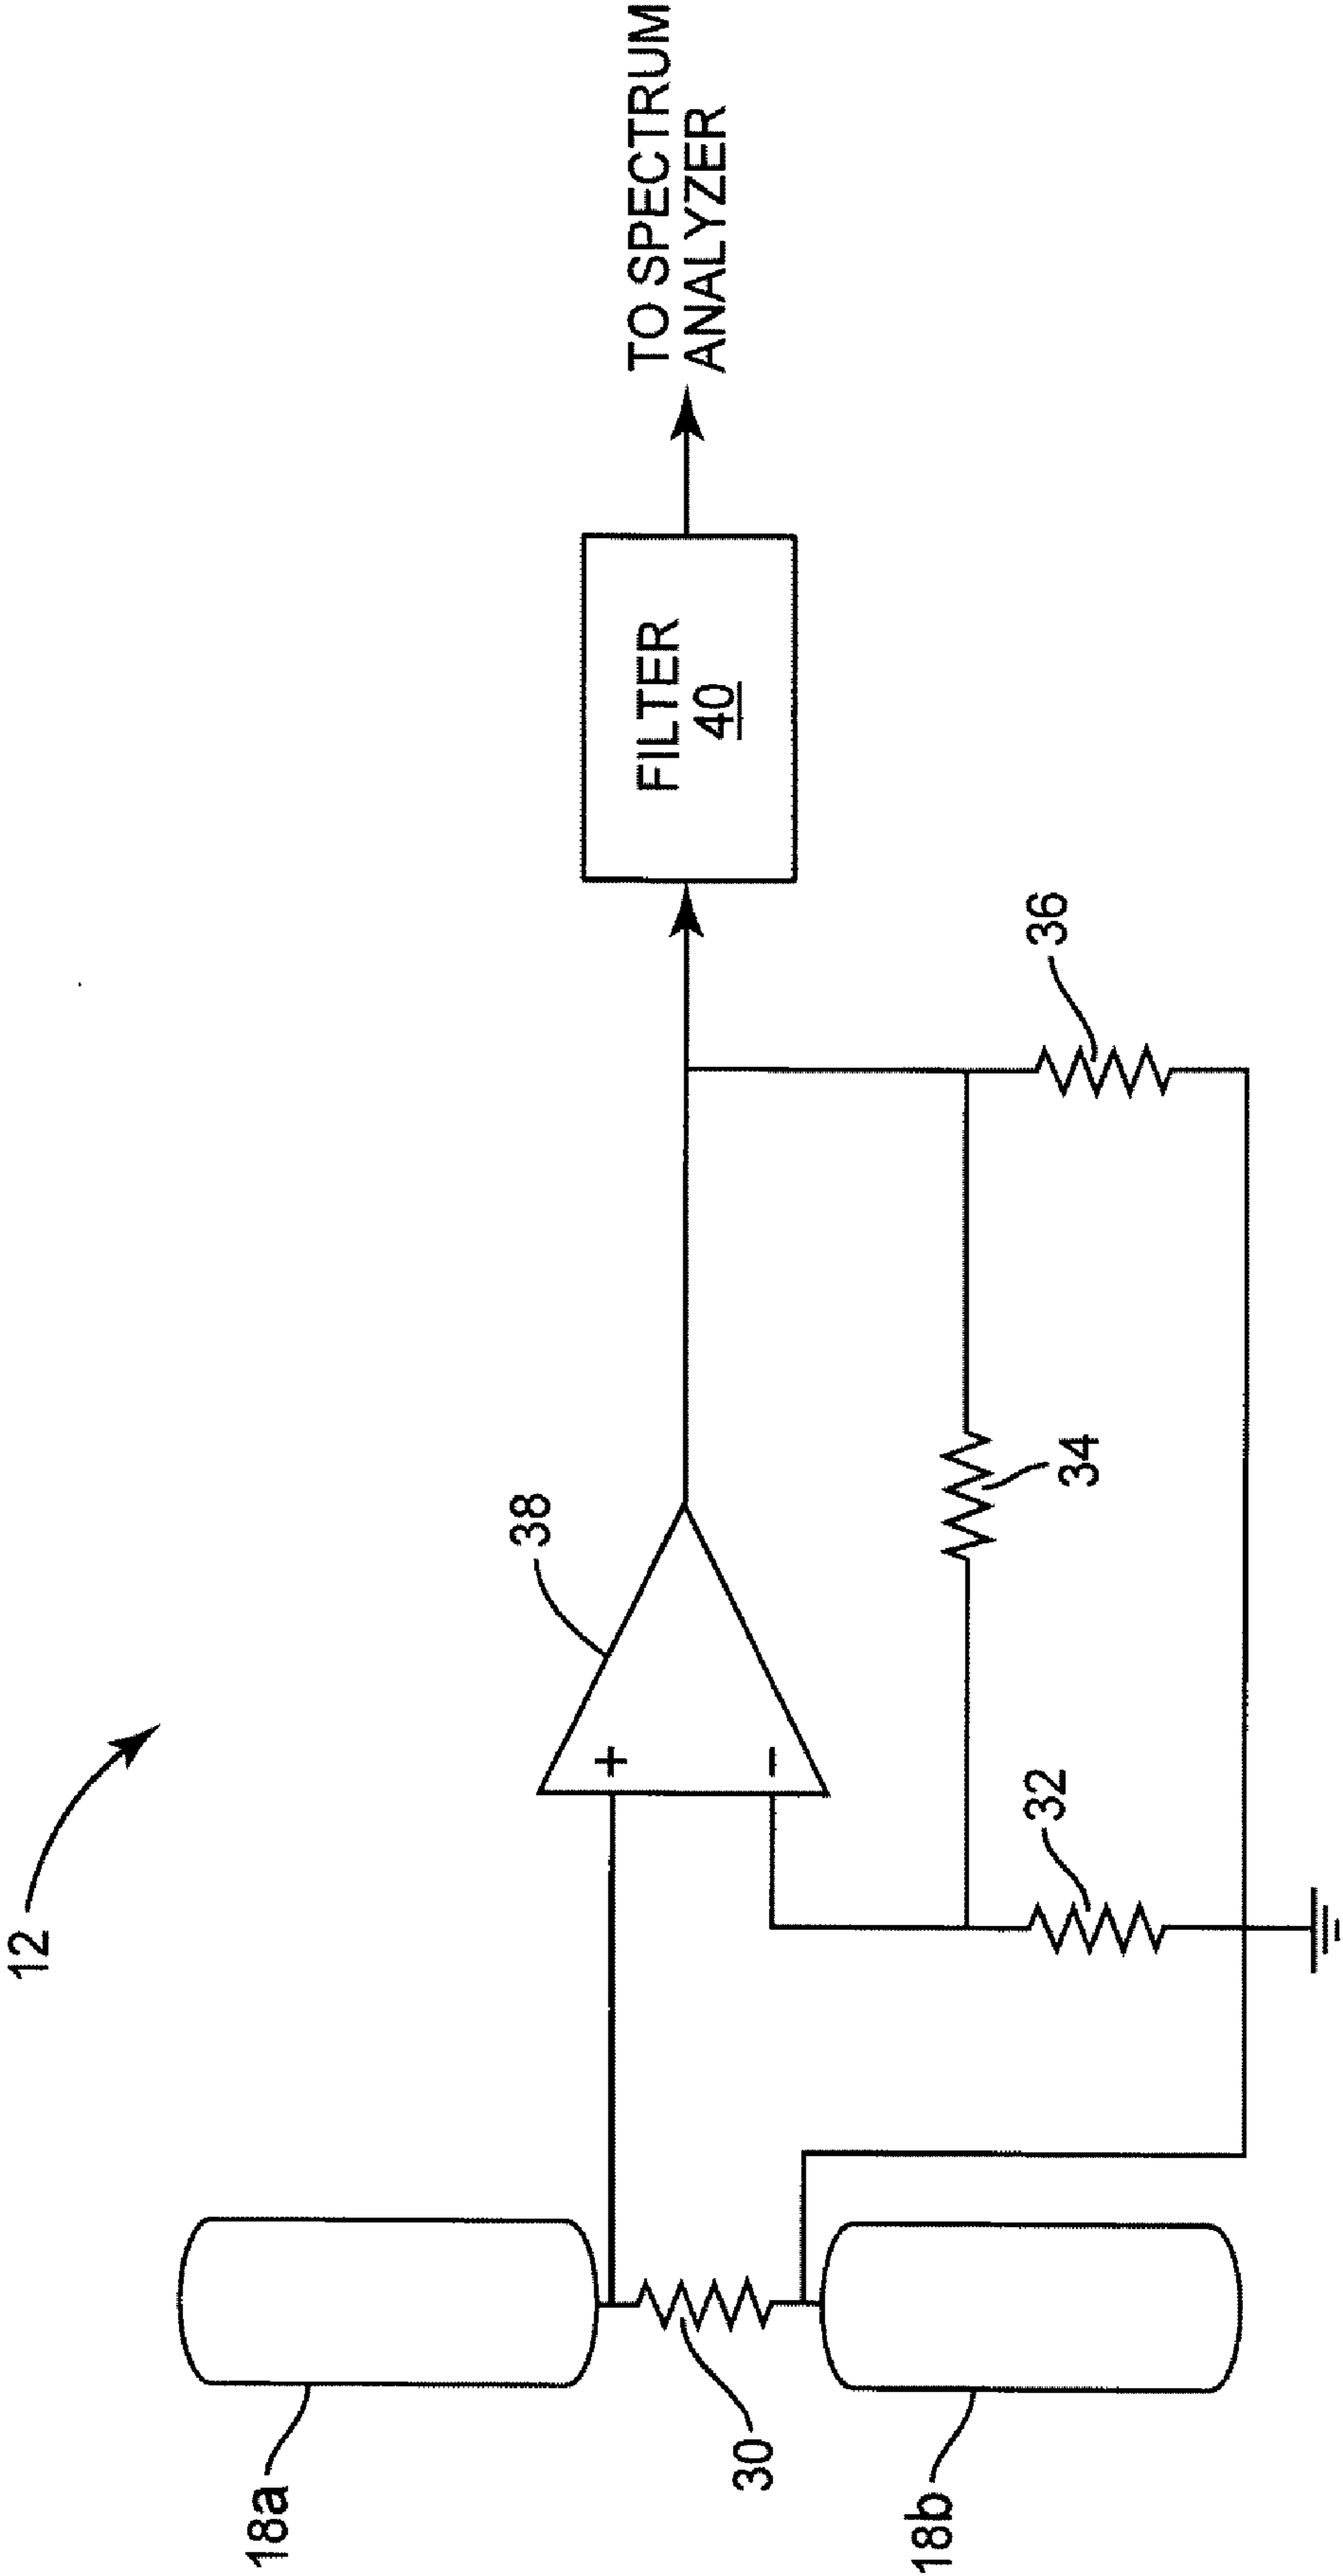 12
18a
18b
30
38
+
−
32
34
36
FILTER
40
TO SPECTRUM
ANALYZER